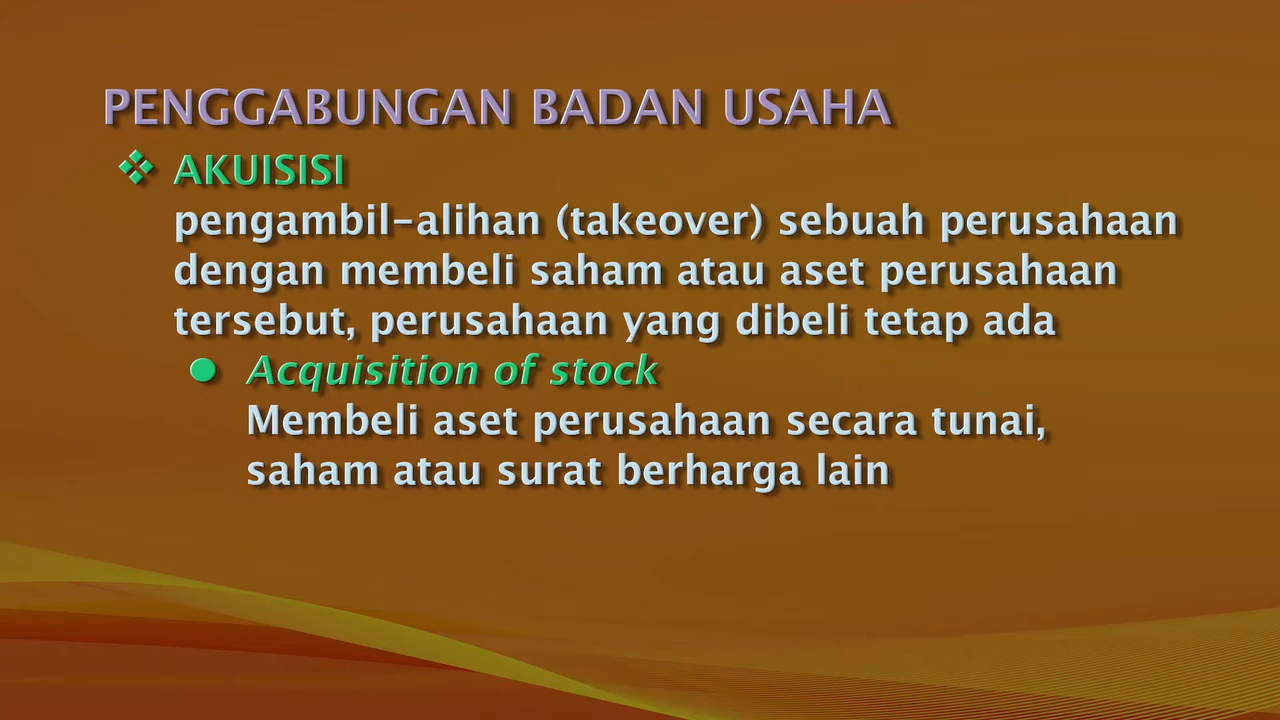 PENGGABUNGAN BADAN USAHA
❖ AKUISISI
pengambil-alihan (takeover) sebuah perusahaan
dengan membeli saham atau aset perusahaan
tersebut, perusahaan yang dibeli tetap ada
● Acquisition of stock
Membeli aset perusahaan secara tunai,
saham atau surat berharga lain